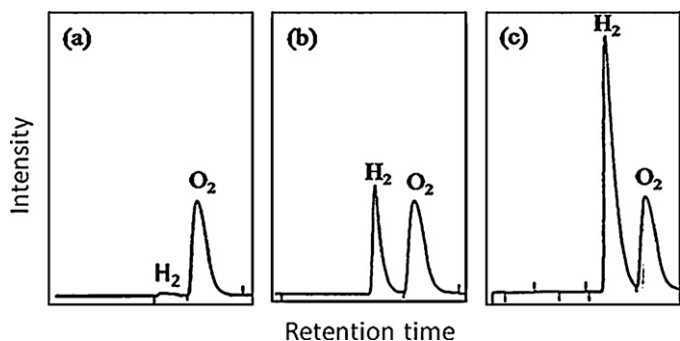 (a)
H₂
O₂
(b)
H₂
O₂
(c)
H₂
O₂
Intensity
Retention time